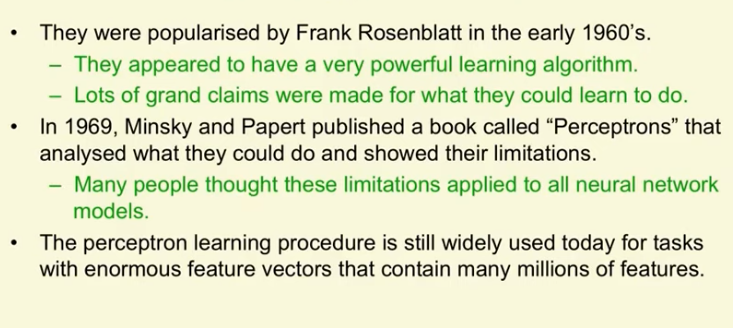 • They were popularised by Frank Rosenblatt in the early 1960’s.
– They appeared to have a very powerful learning algorithm.
– Lots of grand claims were made for what they could learn to do.
• In 1969, Minsky and Papert published a book called “Perceptrons” that
analysed what they could do and showed their limitations.
– Many people thought these limitations applied to all neural network
models.
• The perceptron learning procedure is still widely used today for tasks
with enormous feature vectors that contain many millions of features.